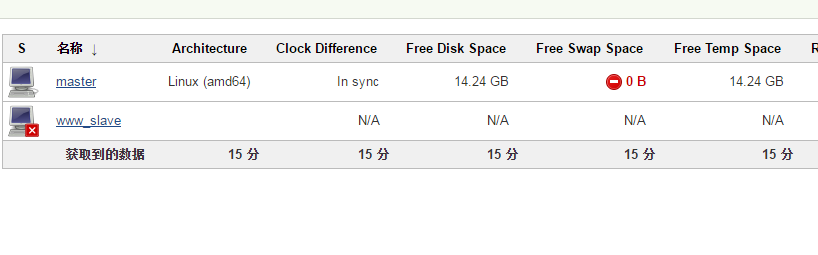 S 名称 ↓ Architecture Clock Difference Free Disk Space Free Swap Space Free Temp Space R
master Linux (amd64) In sync 14.24 GB 0 B 14.24 GB
www_slave N/A N/A N/A N/A
获取到的数据 15 分 15 分 15 分 15 分 15 分